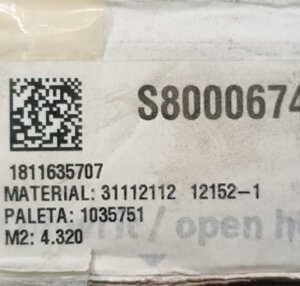 S8000674
1811635707
MATERIAL: 31112112 12152-1
PALETA: 1035751
M2: 4.320
/ open